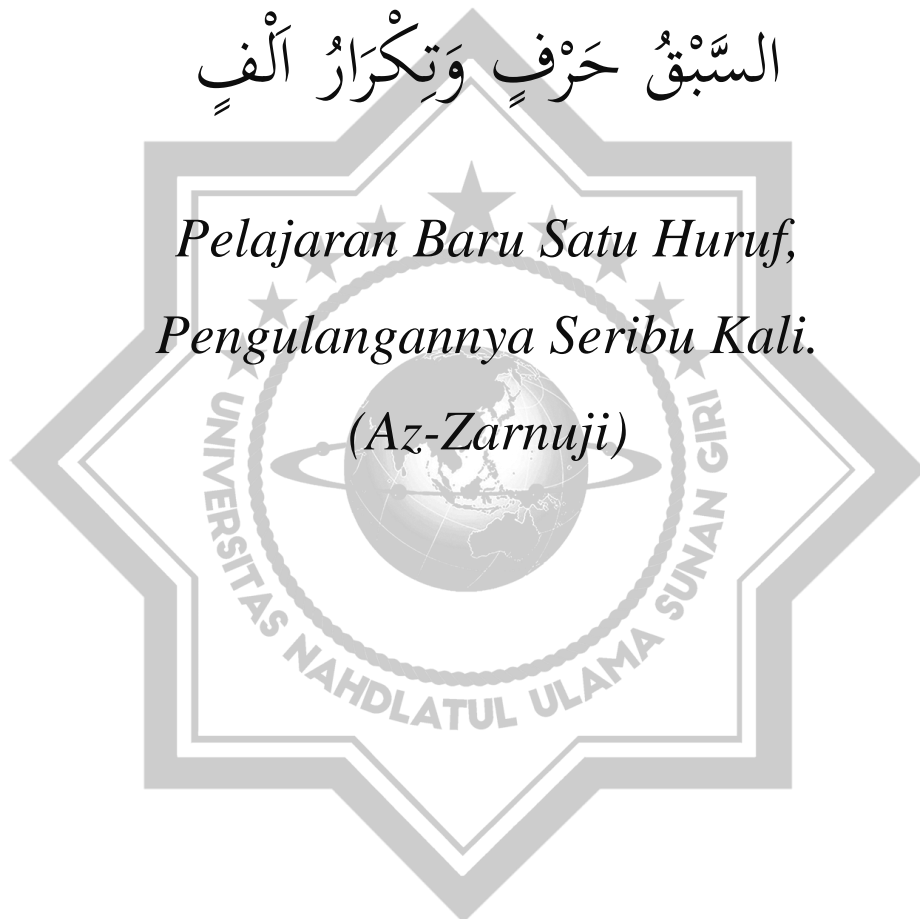 السَّبْقُ حَرْفٍ وَتِكْرَارُ اَلْفٍ
Pelajaran Baru Satu Huruf,
Pengulangannya Seribu Kali.
(Az-Zarnuji)
UNIVERSITAS NAHDLATUL ULAMA SUNAN GIRI